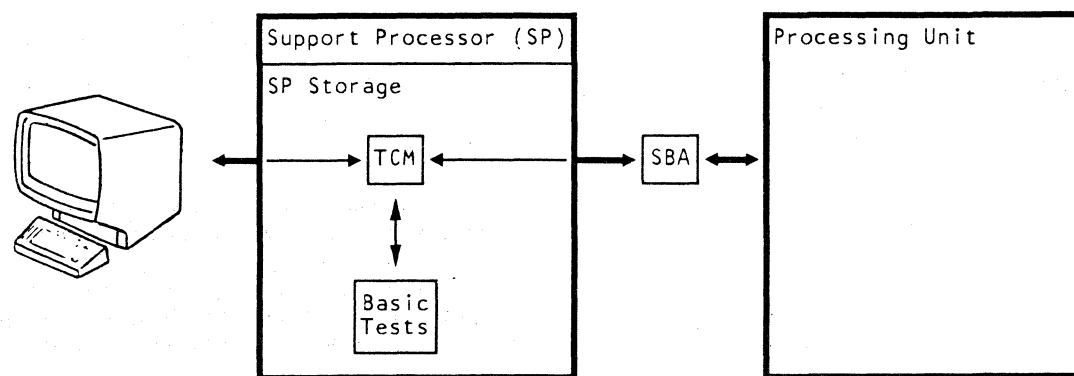 Support Processor (SP)
Processing Unit
SP Storage
TCM
SBA
Basic
Tests